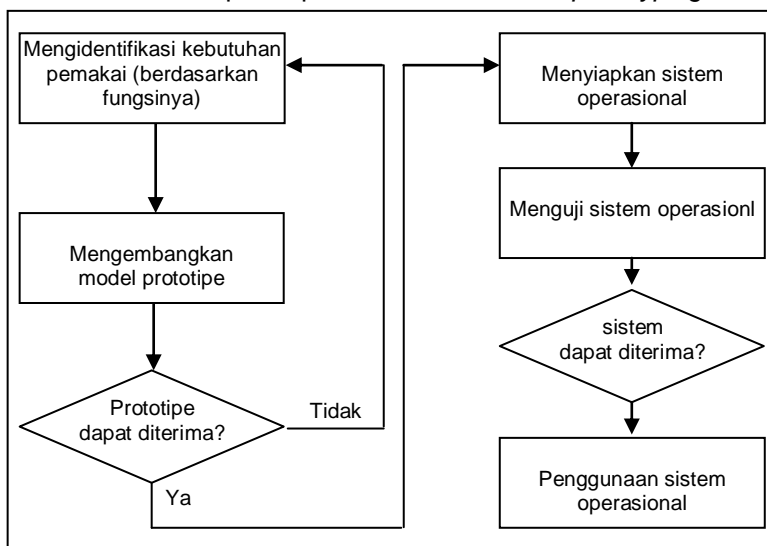 Mengidentifikasi kebutuhan
pemakai (berdasarkan
fungsinya)
Mengembangkan
model prototipe
Prototipe
dapat diterima?
Tidak
Ya
Menyiapkan sistem
operasional
Menguji sistem operasionl
sistem
dapat diterima?
Penggunaan sistem
operasional